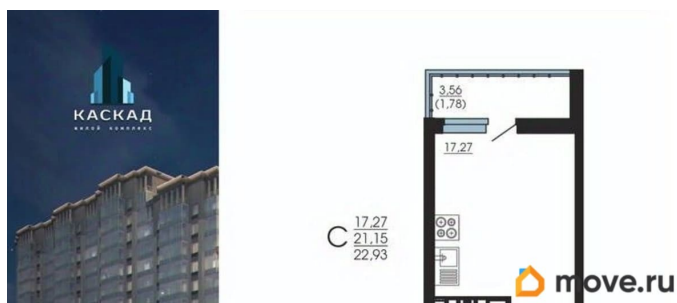 КАСКАД
ЖИЛОЙ КОМПЛЕКС
3,56
(1,78)
17,27
С
17,27
21,15
22,93
move.ru